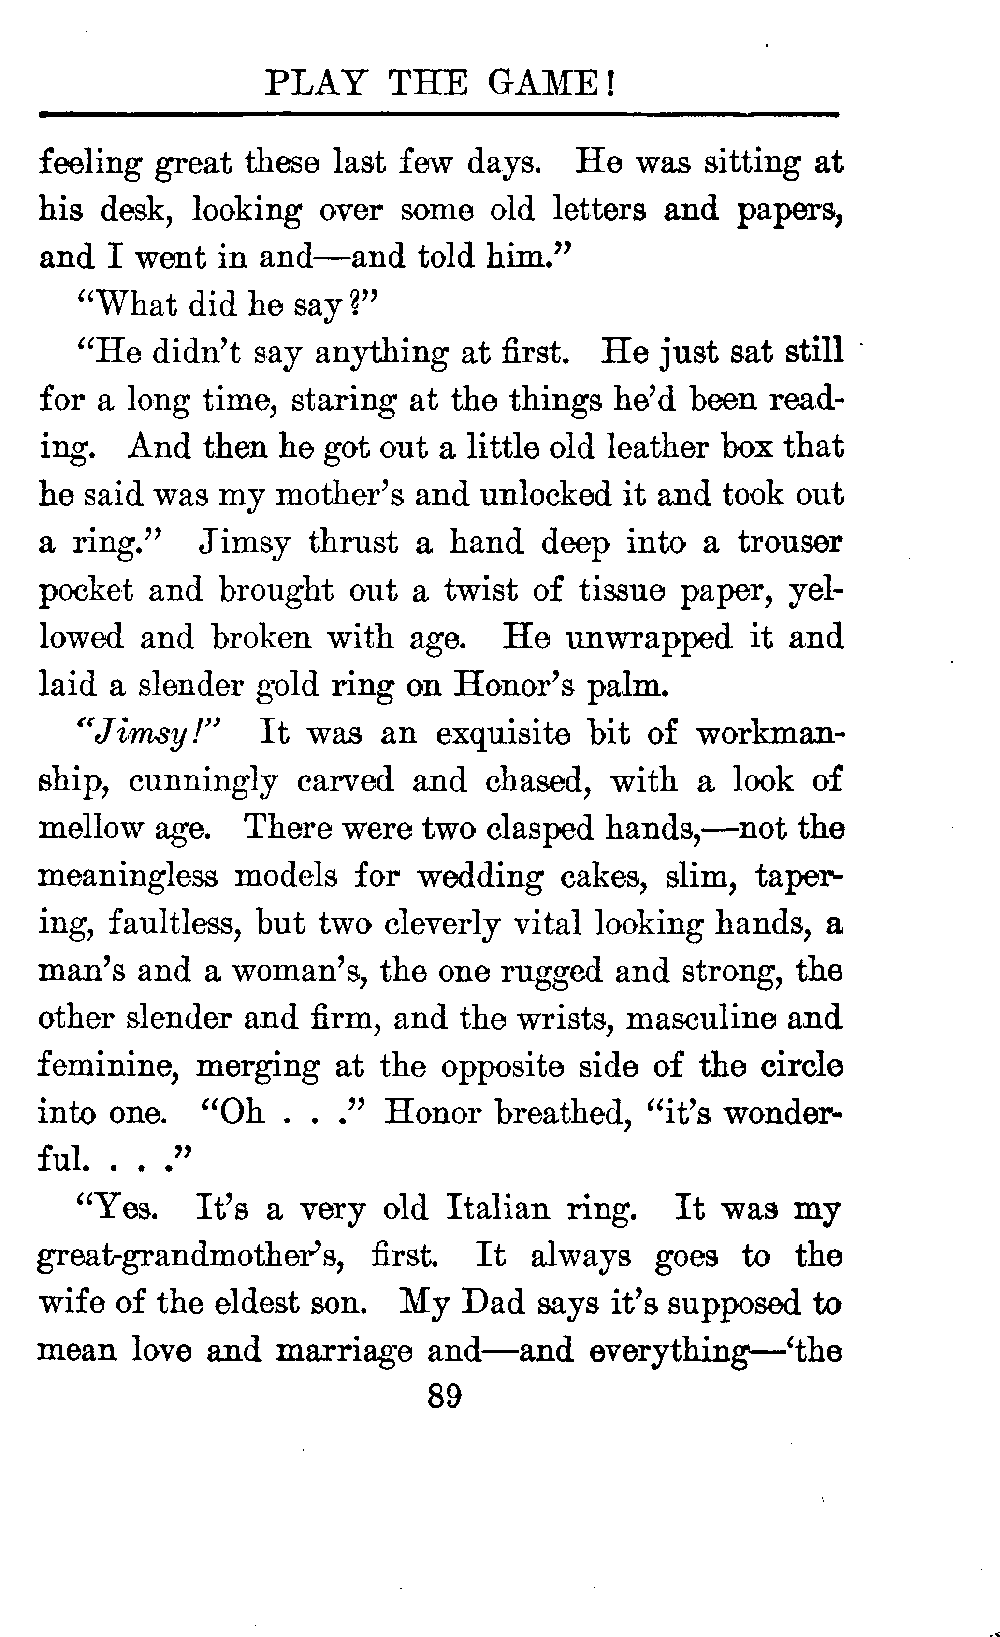 PLAY THE GAME!
feeling great these last few days. He was sitting at
his desk, looking over some old letters and papers,
and I went in and—and told him.”
“What did he say?”
“He didn’t say anything at first. He just sat still
for a long time, staring at the things he’d been read-
ing. And then he got out a little old leather box that
he said was my mother’s and unlocked it and took out
a ring.” Jimsy thrust a hand deep into a trouser
pocket and brought out a twist of tissue paper, yel-
lowed and broken with age. He unwrapped it and
laid a slender gold ring on Honor’s palm.
“Jimsy!” It was an exquisite bit of workman-
ship, cunningly carved and chased, with a look of
mellow age. There were two clasped hands,—not the
meaningless models for wedding cakes, slim, taper-
ing, faultless, but two cleverly vital looking hands, a
man’s and a woman’s, the one rugged and strong, the
other slender and firm, and the wrists, masculine and
feminine, merging at the opposite side of the circle
into one. “Oh . . .” Honor breathed, “it’s wonder-
ful. . . .”
“Yes. It’s a very old Italian ring. It was my
great-grandmother’s, first. It always goes to the
wife of the eldest son. My Dad says it’s supposed to
mean love and marriage and—and everything—‘the
89